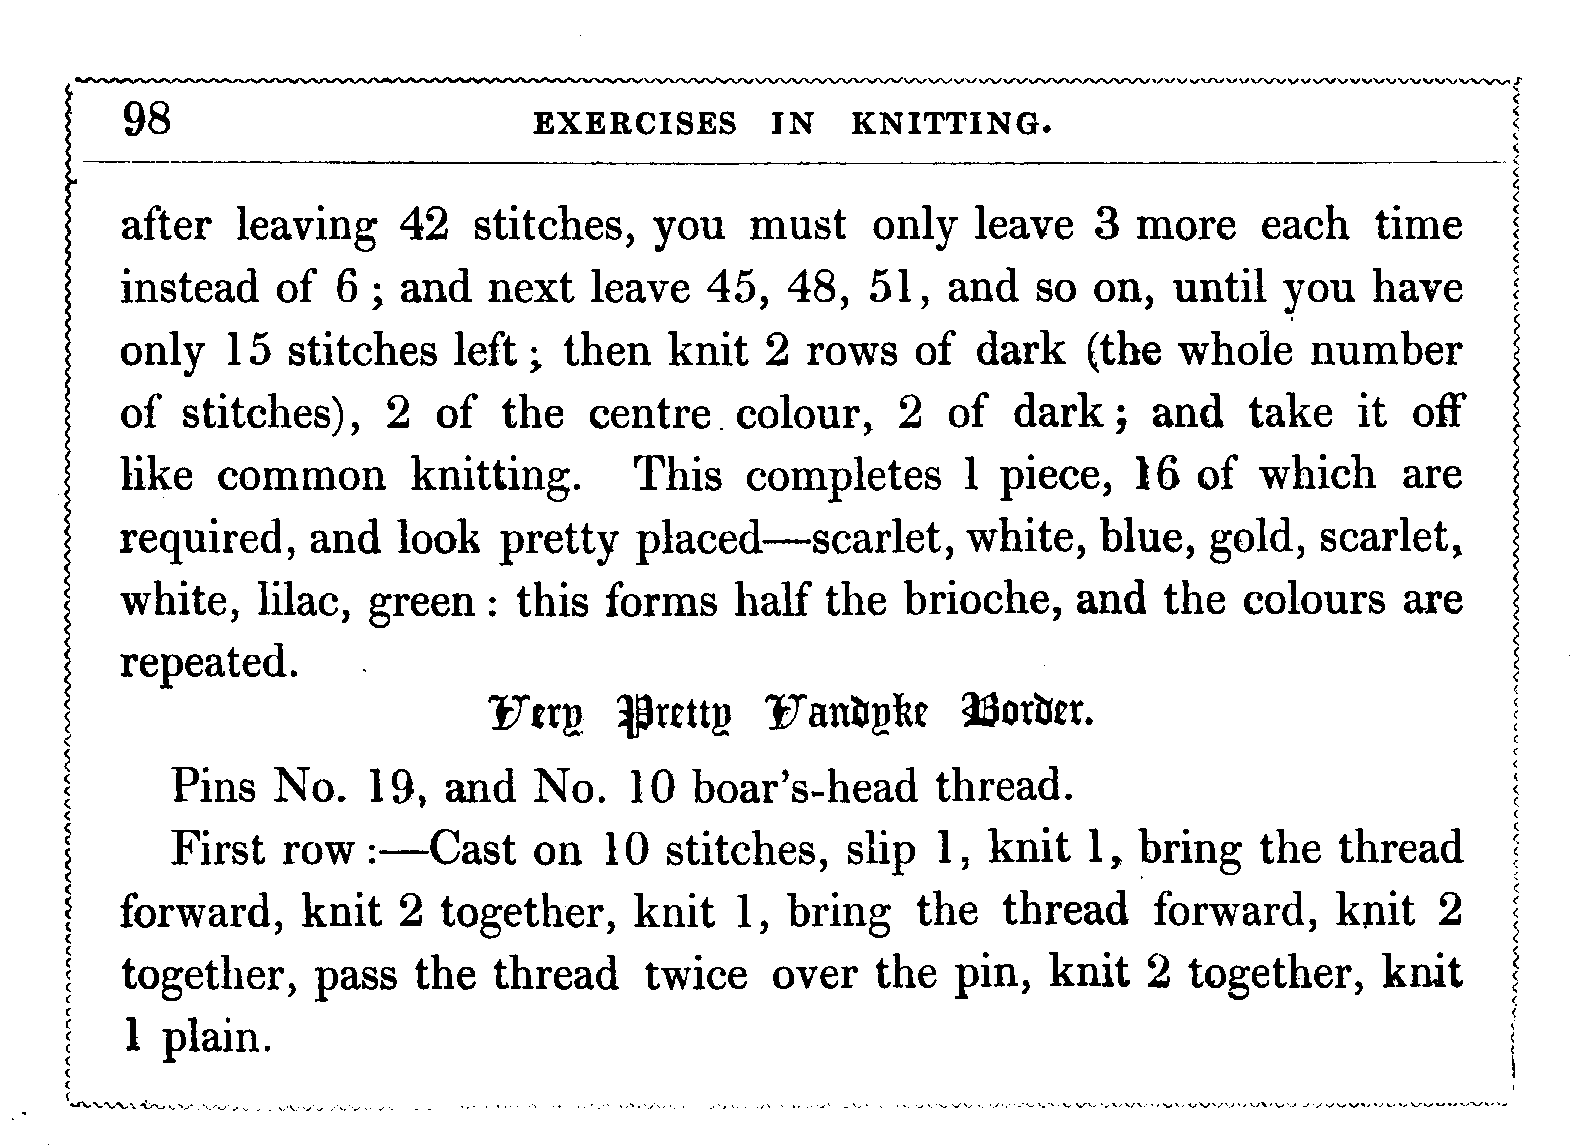 98 EXERCISES IN KNITTING.
after leaving 42 stitches, you must only leave 3 more each time
instead of 6; and next leave 45, 48, 51, and so on, until you have
only 15 stitches left; then knit 2 rows of dark (the whole number
of stitches), 2 of the centre colour, 2 of dark; and take it off
like common knitting. This completes 1 piece, 16 of which are
required, and look pretty placed—scarlet, white, blue, gold, scarlet,
white, lilac, green: this forms half the brioche, and the colours are
repeated.
Very Pretty Vandyke Border.
Pins No. 19, and No. 10 boar's-head thread.
First row:—Cast on 10 stitches, slip 1, knit 1, bring the thread
forward, knit 2 together, knit 1, bring the thread forward, knit 2
together, pass the thread twice over the pin, knit 2 together, knit
1 plain.